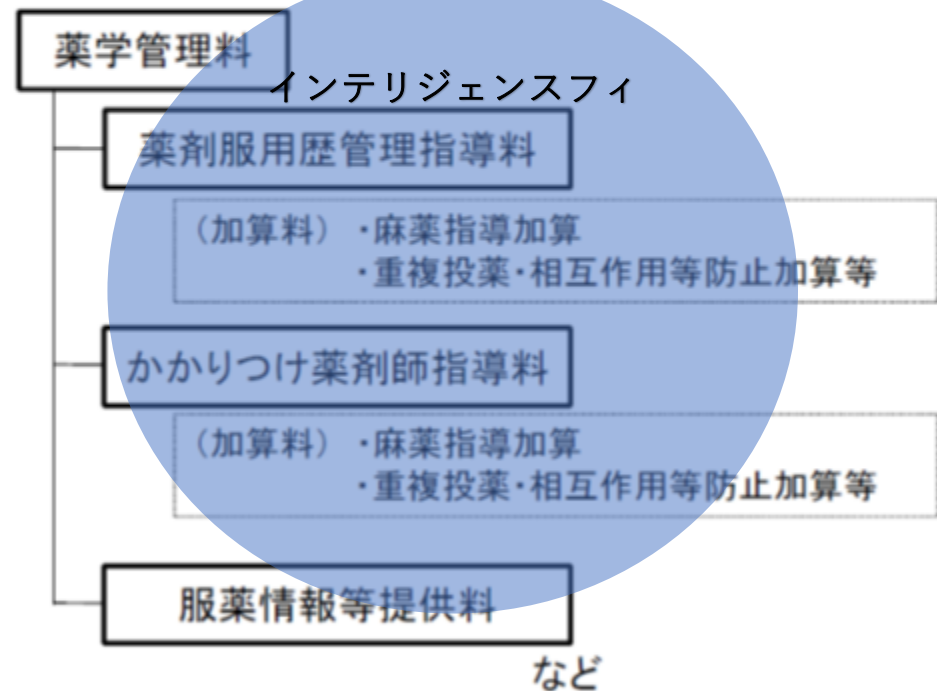 薬学管理料
インテリジェンスフィ
薬剤服用歴管理指導料
（加算料）・麻薬指導加算
・重複投薬・相互作用等防止加算等
かかりつけ薬剤師指導料
（加算料）・麻薬指導加算
・重複投薬・相互作用等防止加算等
服薬情報等提供料
など